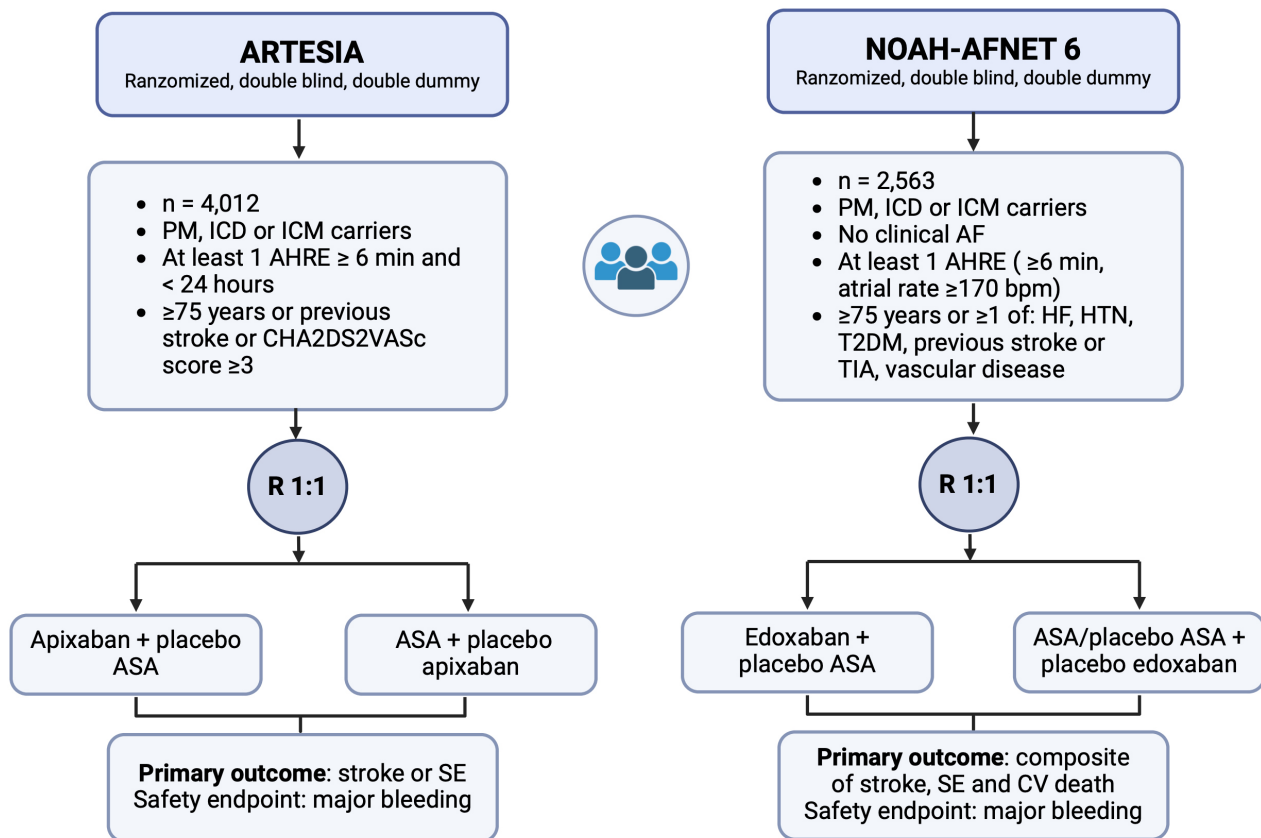 ARTESIA
Ranzomized, double blind, double dummy
• n = 4,012
• PM, ICD or ICM carriers
• At least 1 AHRE ≥ 6 min and
< 24 hours
• ≥75 years or previous
stroke or CHA2DS2VASc
score ≥3
R 1:1
Apixaban + placebo
ASA
ASA + placebo
apixaban
Primary outcome: stroke or SE
Safety endpoint: major bleeding
NOAH-AFNET 6
Ranzomized, double blind, double dummy
• n = 2,563
• PM, ICD or ICM carriers
• No clinical AF
• At least 1 AHRE ( ≥6 min,
atrial rate ≥170 bpm)
• ≥75 years or ≥1 of: HF, HTN,
T2DM, previous stroke or
TIA, vascular disease
R 1:1
Edoxaban +
placebo ASA
ASA/placebo ASA +
placebo edoxaban
Primary outcome: composite
of stroke, SE and CV death
Safety endpoint: major bleeding